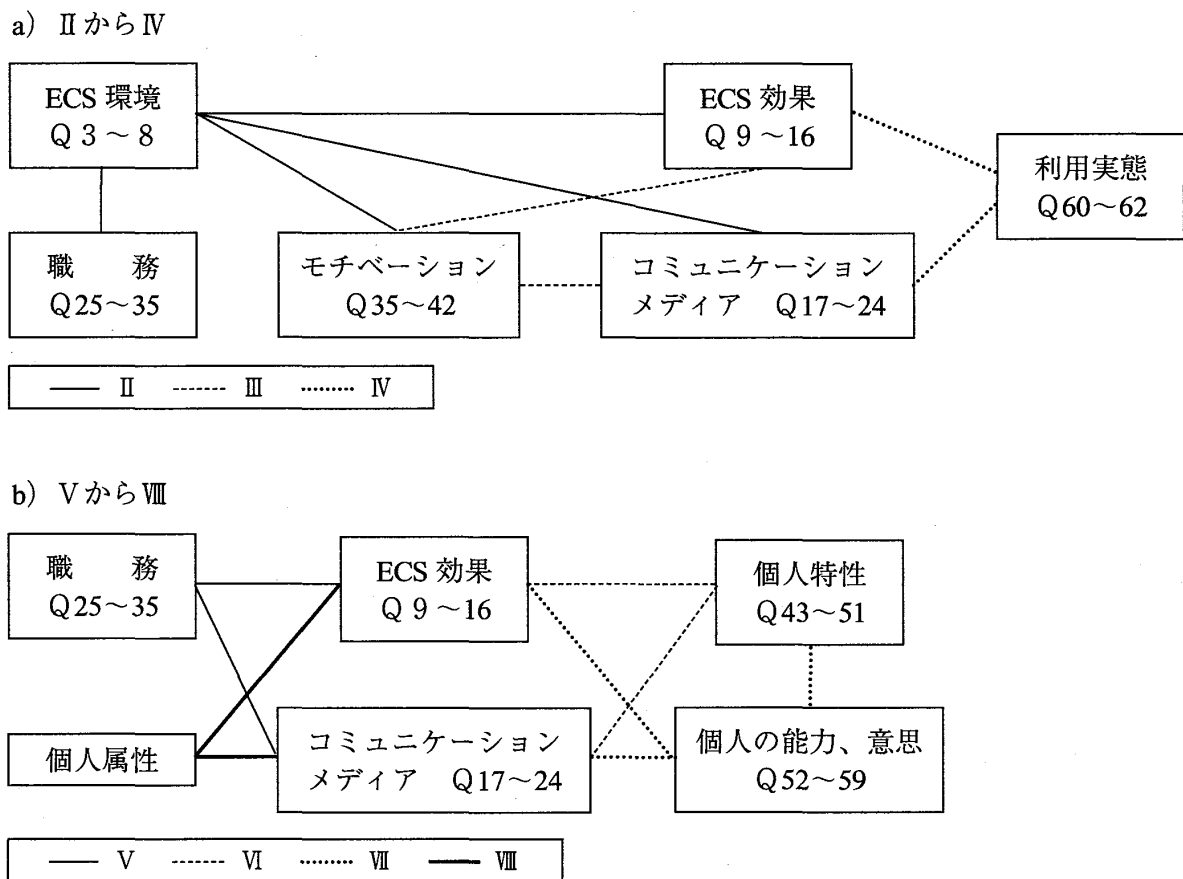 a) ⅡからⅣ
ECS 環境
Q 3 ~ 8
ECS 効果
Q 9 ~16
利用実態
Q60~62
職 務
Q25~35
モチベーション
Q35~42
コミュニケーション
メディア Q17~24
Ⅱ Ⅲ Ⅳ
b) ⅤからⅧ
職 務
Q25~35
ECS 効果
Q 9 ~16
個人特性
Q43~51
個人属性
コミュニケーション
メディア Q17~24
個人の能力、意思
Q52~59
Ⅴ Ⅵ Ⅶ Ⅷ